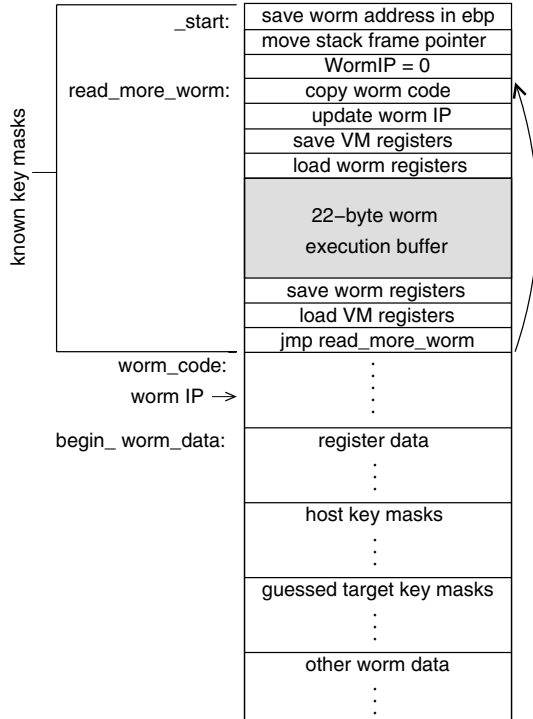 _start:
save worm address in ebp
move stack frame pointer
WormIP = 0
read_more_worm:
copy worm code
update worm IP
save VM registers
load worm registers
known key masks
22−byte worm
execution buffer
save worm registers
load VM registers
jmp read_more_worm
worm_code:
worm IP
begin_ worm_data:
register data
host key masks
guessed target key masks
other worm data